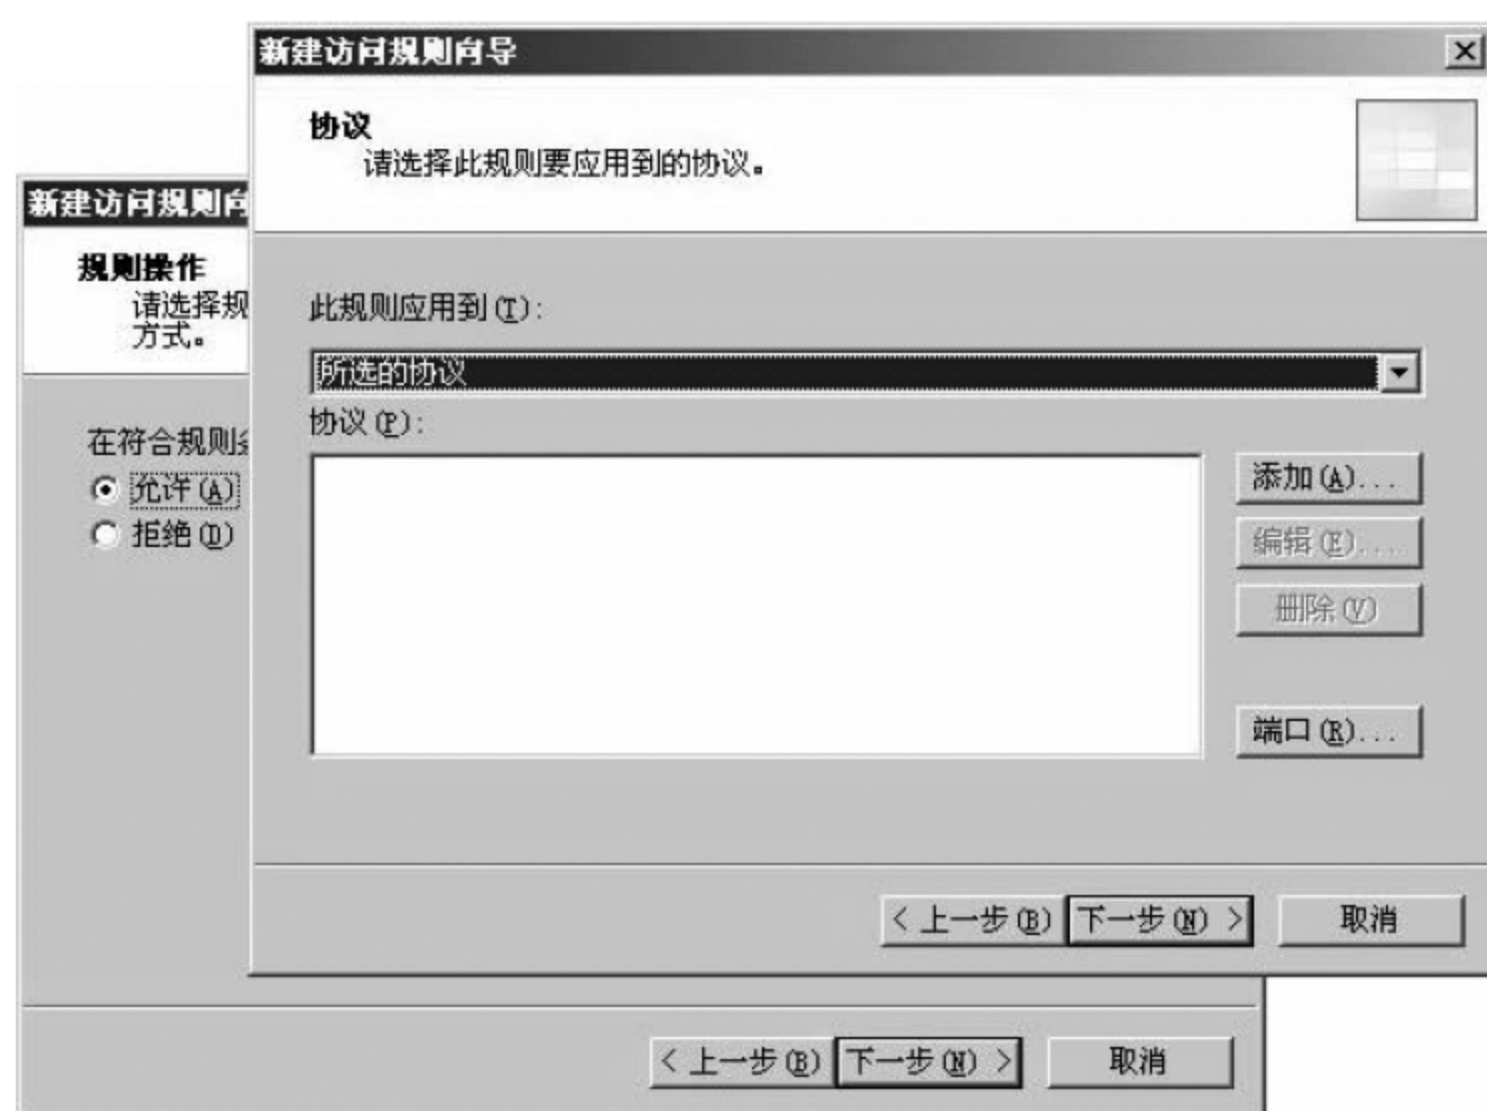 新建访问规则向导
协议
请选择此规则要应用到的协议。
此规则应用到(T):
所选的协议
协议(P):
添加(A)...
编辑(E)...
删除(V)
端口(R)...
< 上一步(B)
下一步(N) >
取消
新建访问规则向
规则操作
请选择规
方式。
在符合规则
允许(A)
拒绝(D)
< 上一步(B)
下一步(N) >
取消